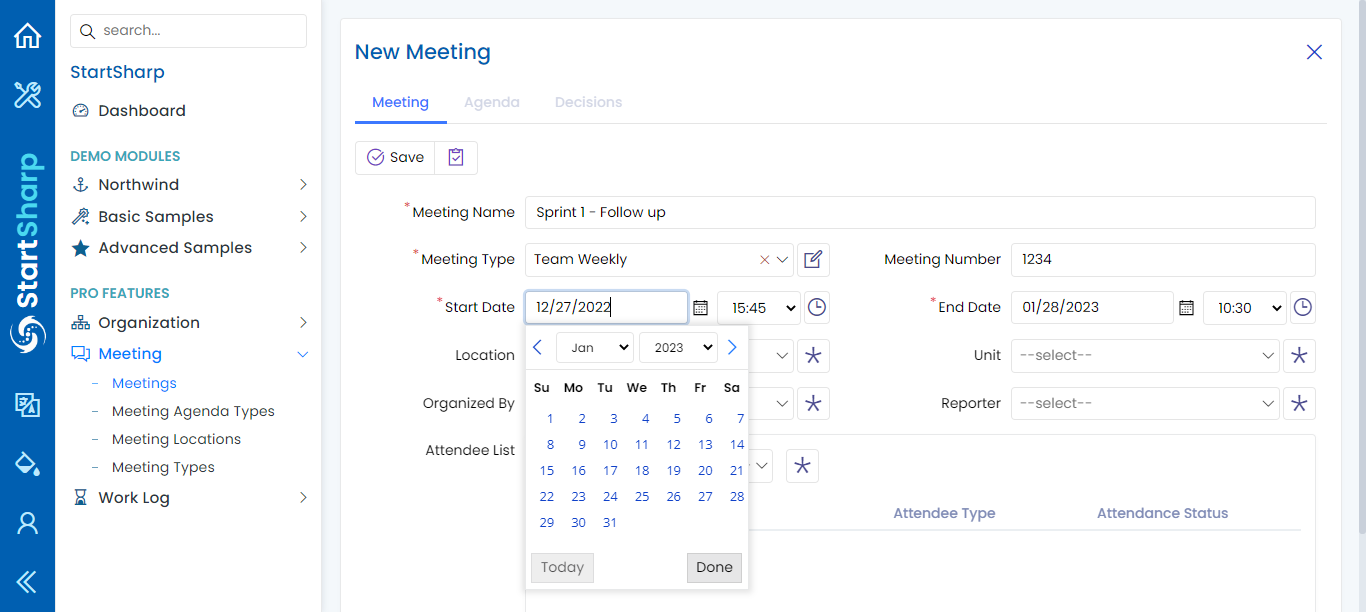 StartSharp
search...
StartSharp
Dashboard
DEMO MODULES
Northwind
Basic Samples
Advanced Samples
PRO FEATURES
Organization
Meeting
- Meetings
- Meeting Agenda Types
- Meeting Locations
- Meeting Types
Work Log
New Meeting
Meeting Agenda Decisions
Save
*Meeting Name Sprint 1 - Follow up
*Meeting Type Team Weekly Meeting Number 1234
*Start Date 12/27/2022 15:45 *End Date 01/28/2023 10:30
Location Unit --select--
Organized By Reporter --select--
Attendee List
Attendee Type Attendance Status
Jan 2023
Su Mo Tu We Th Fr Sa
1 2 3 4 5 6 7
8 9 10 11 12 13 14
15 16 17 18 19 20 21
22 23 24 25 26 27 28
29 30 31
Today Done